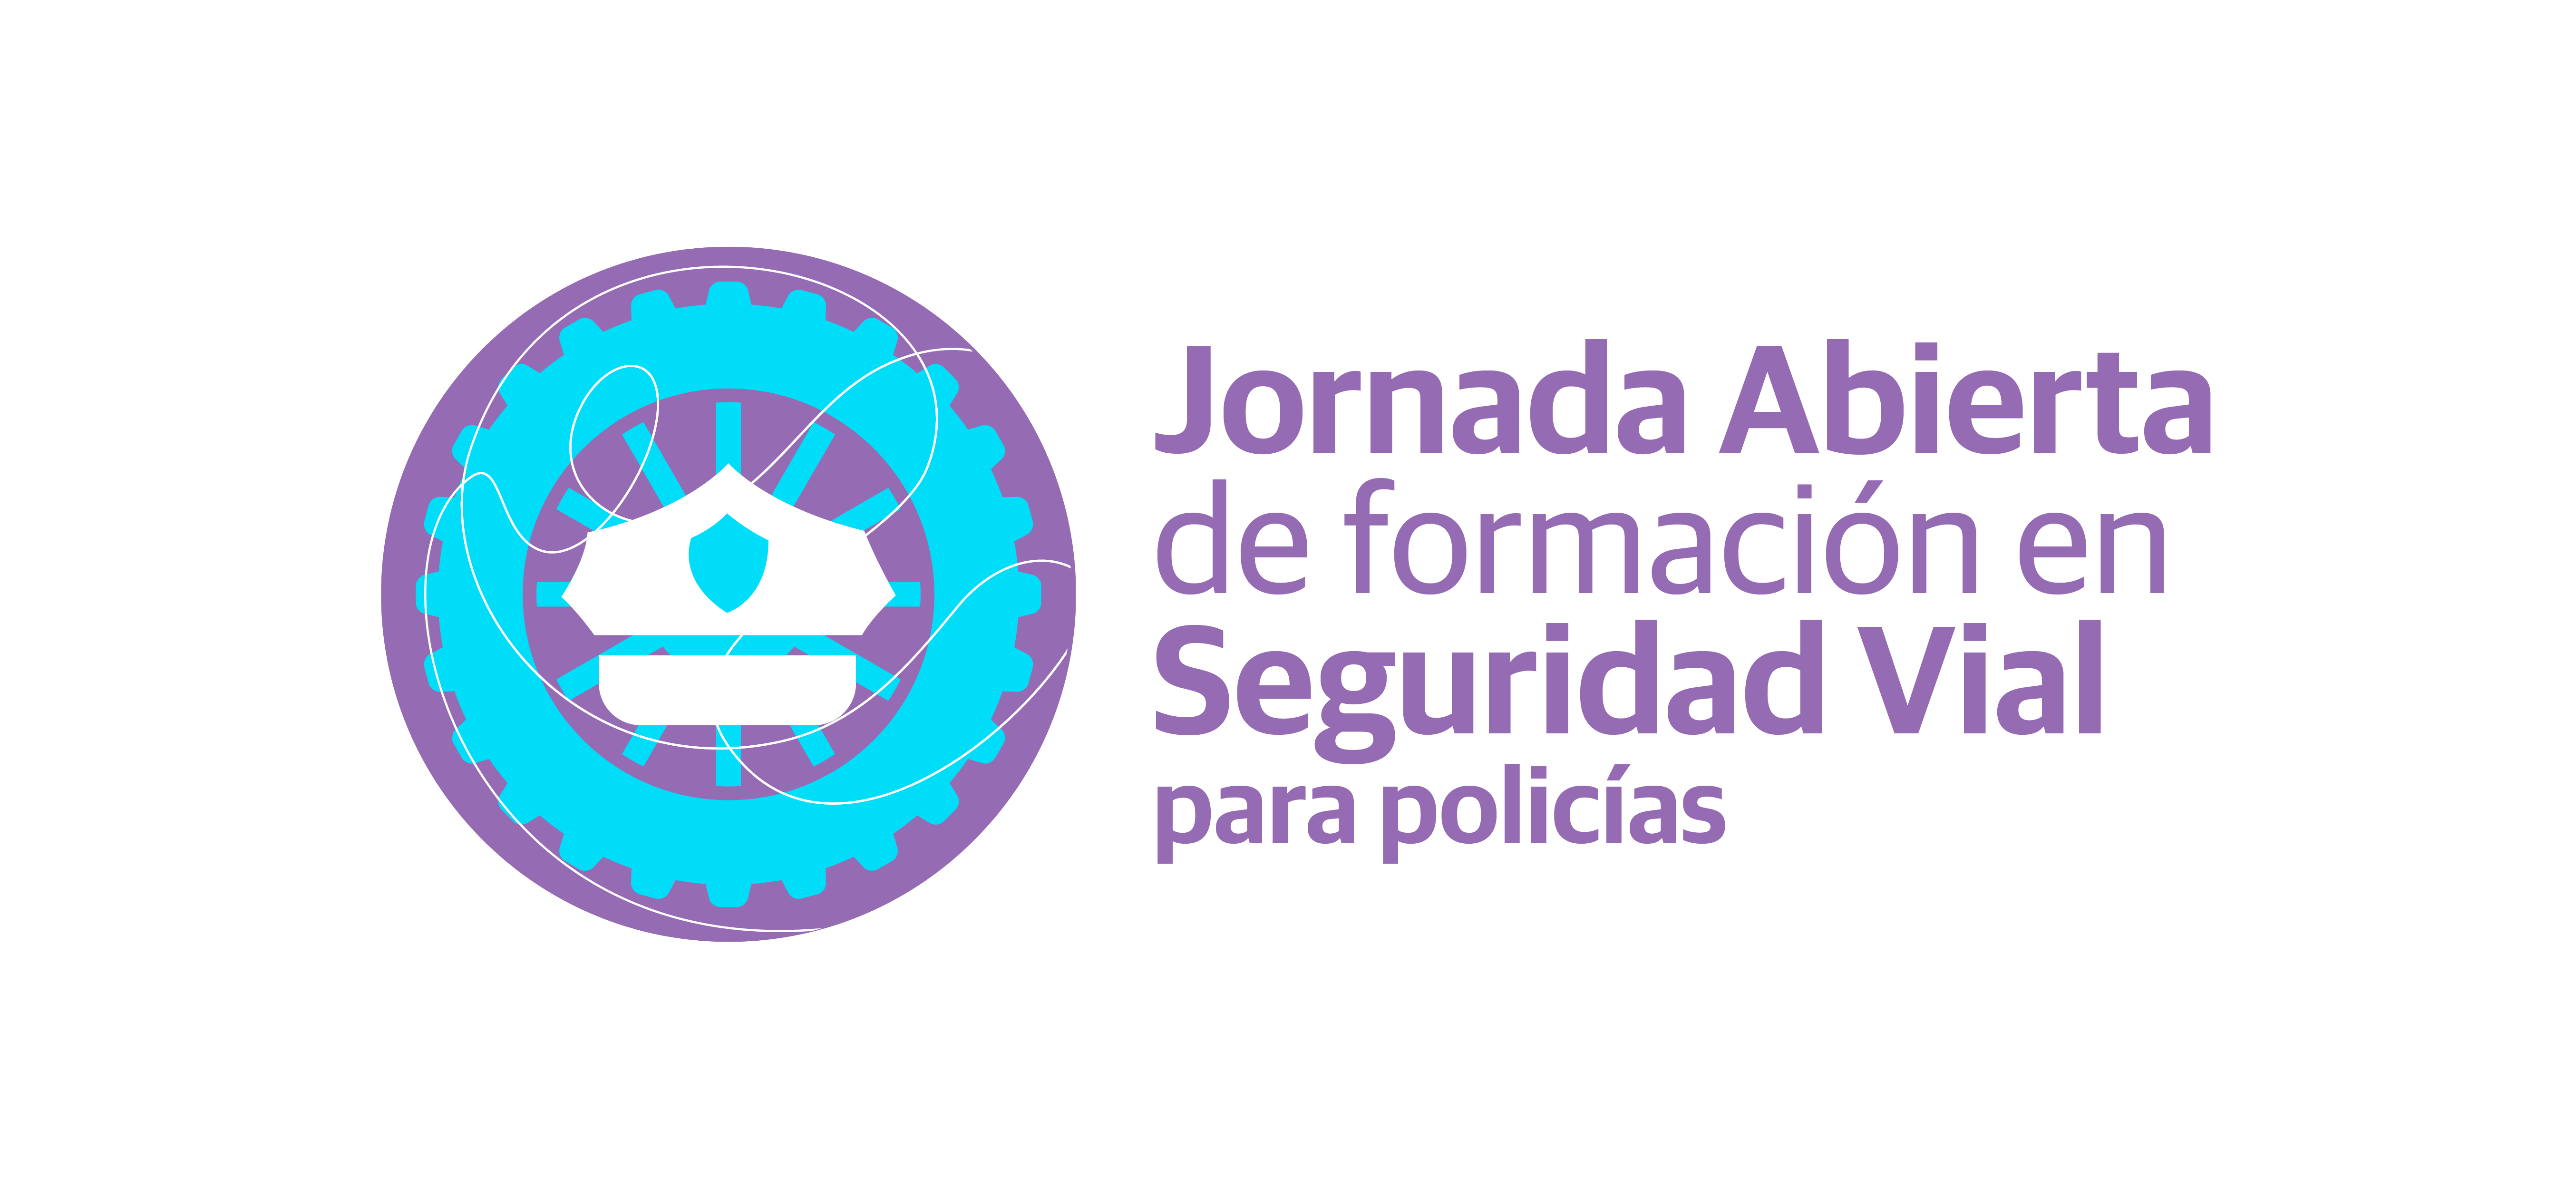 Jornada Abierta
de formación en
Seguridad Vial
para policías